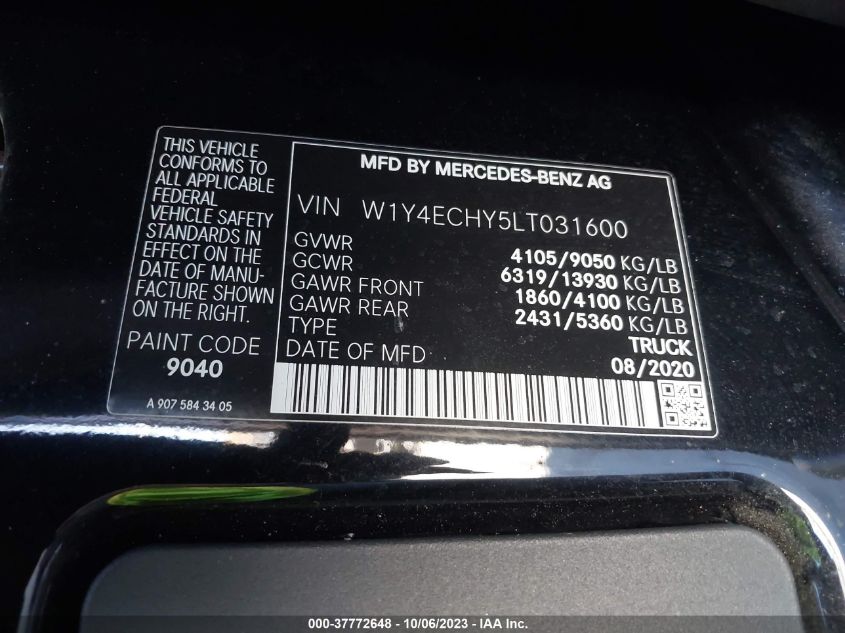 THIS VEHICLE
CONFORMS TO
ALL APPLICABLE
FEDERAL
VEHICLE SAFETY
STANDARDS IN
EFFECT ON THE
DATE OF MANU-
FACTURE SHOWN
ON THE RIGHT.
PAINT CODE
9040
A 907 584 34 05
MFD BY MERCEDES-BENZ AG
VIN W1Y4ECHY5LT031600
GVWR 4105/9050 KG/LB
GCWR 6319/13930 KG/LB
GAWR FRONT 1860/4100 KG/LB
GAWR REAR 2431/5360 KG/LB
TYPE TRUCK
DATE OF MFD 08/2020
000-37772648 - 10/06/2023 - IAA Inc.